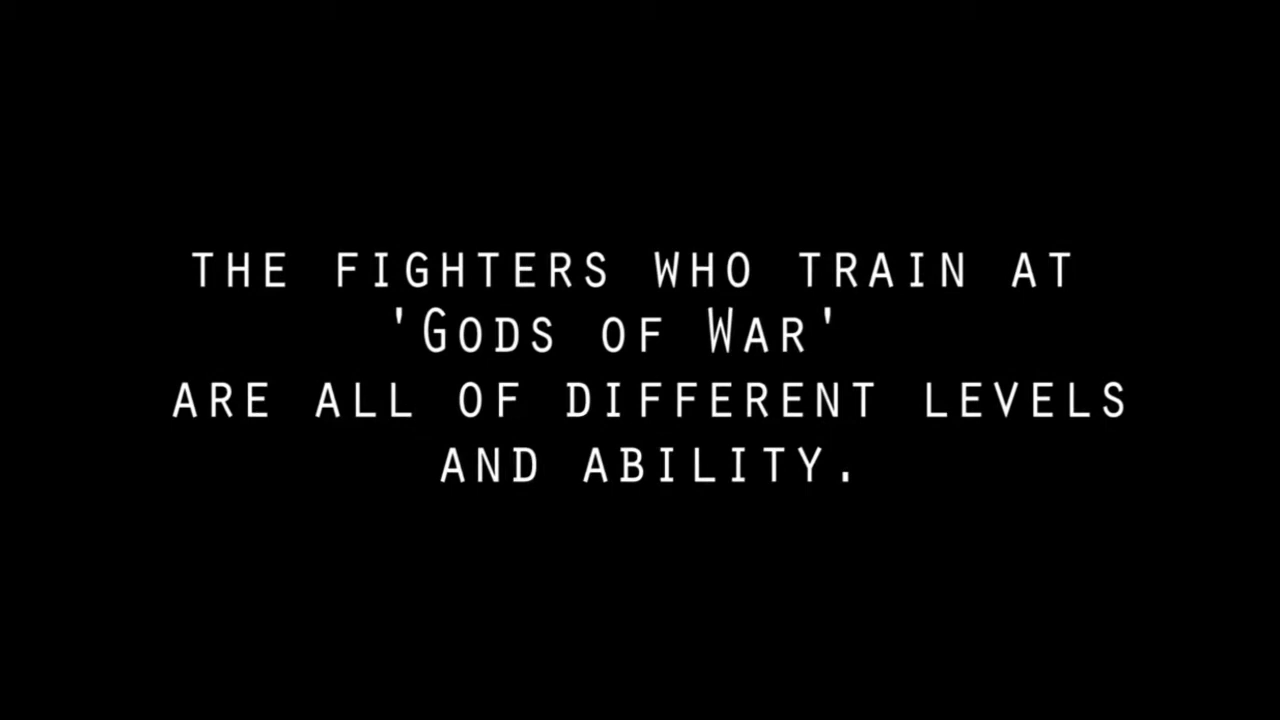 THE FIGHTERS WHO TRAIN AT
'GODS OF WAR'
ARE ALL OF DIFFERENT LEVELS
AND ABILITY.